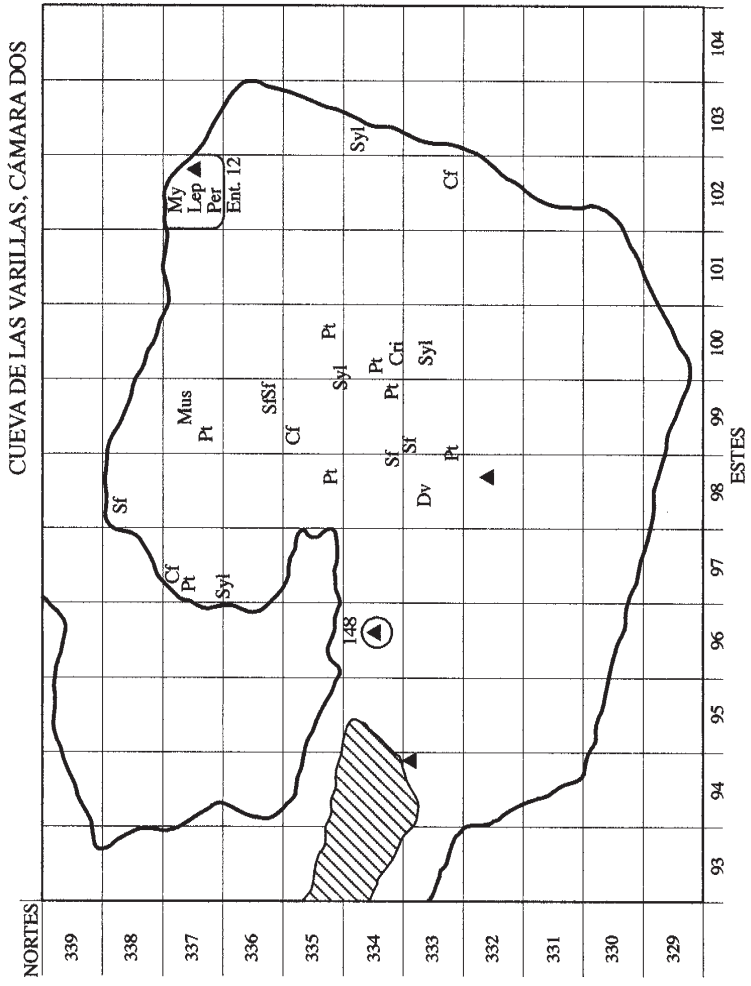 CUEVA DE LAS VARILLAS, CÁMARA DOS
NORTES
339
338
337
336
335
334
333
332
331
330
329
93
94
95
96
97
98
99
100
101
102
103
104
ESTES
My
Lep
Per
Ent. 12
Syl
Cf
Pt
Mus
Pt
SfSf
Syl
Pt
Cri
Pt
Syl
Cf
Sf
Pt
Sf
Sf
Pt
Dv
Cf
Pt
Syl
148